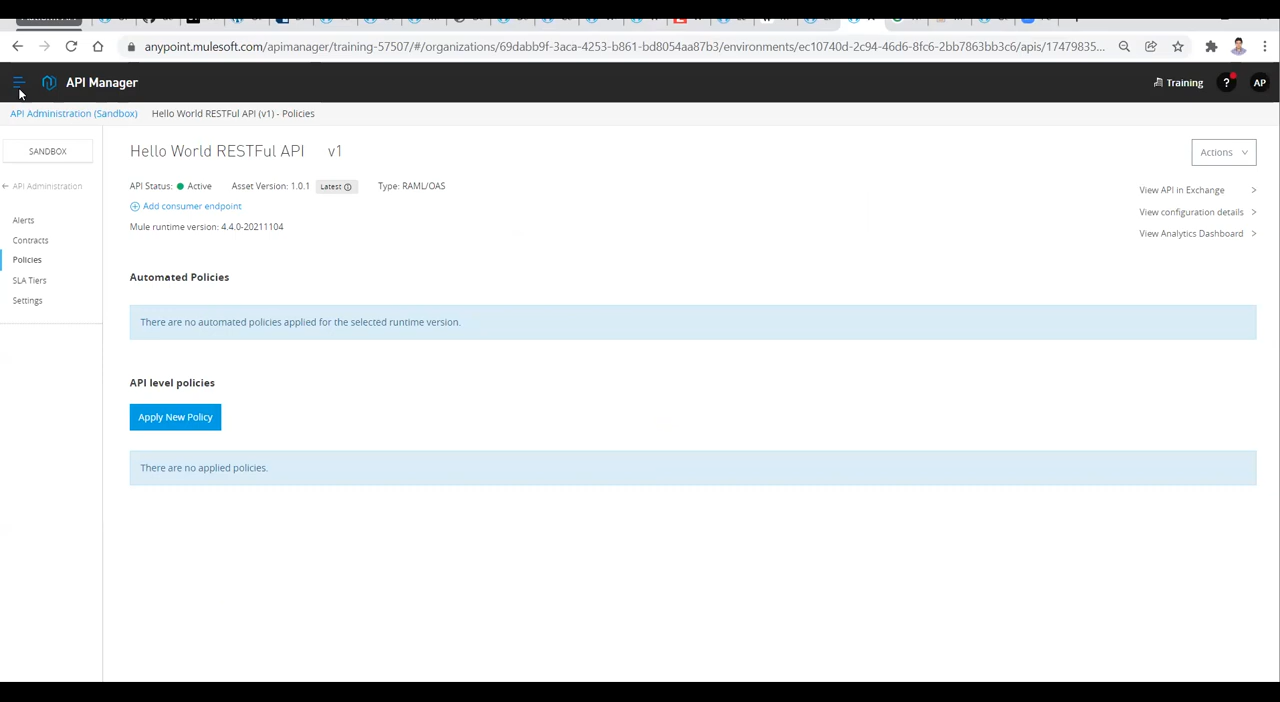 anypoint.mulesoft.com/apimanager/training-57507/#/organizations/69dabb9f-3aca-4253-b861-bd8054aa87b3/environments/ec10740d-2c94-46d6-8fc6-2bb7863bb3c6/apis/17479835...
API Manager
Training
?
AP
API Administration (Sandbox)
Hello World RESTFul API (v1) - Policies
SANDBOX
API Administration
Alerts
Contracts
Policies
SLA Tiers
Settings
Hello World RESTFul API v1
Actions
API Status: Active Asset Version: 1.0.1 Latest Type: RAML/OAS
Add consumer endpoint
Mule runtime version: 4.4.0-20211104
View API in Exchange >
View configuration details >
View Analytics Dashboard >
Automated Policies
There are no automated policies applied for the selected runtime version.
API level policies
Apply New Policy
There are no applied policies.